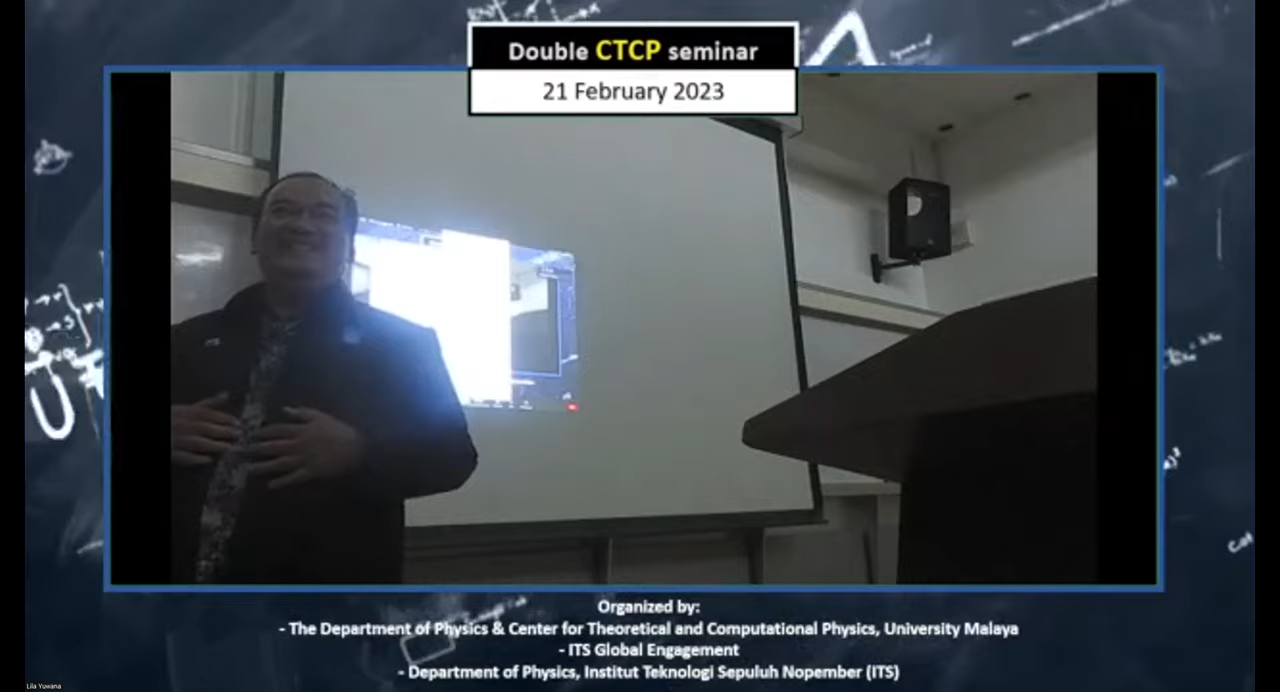 Double CTCP seminar
21 February 2023
Organized by:
- The Department of Physics & Center for Theoretical and Computational Physics, University Malaya
- ITS Global Engagement
- Department of Physics, Institut Teknologi Sepuluh Nopember (ITS)
Lila Yuwana